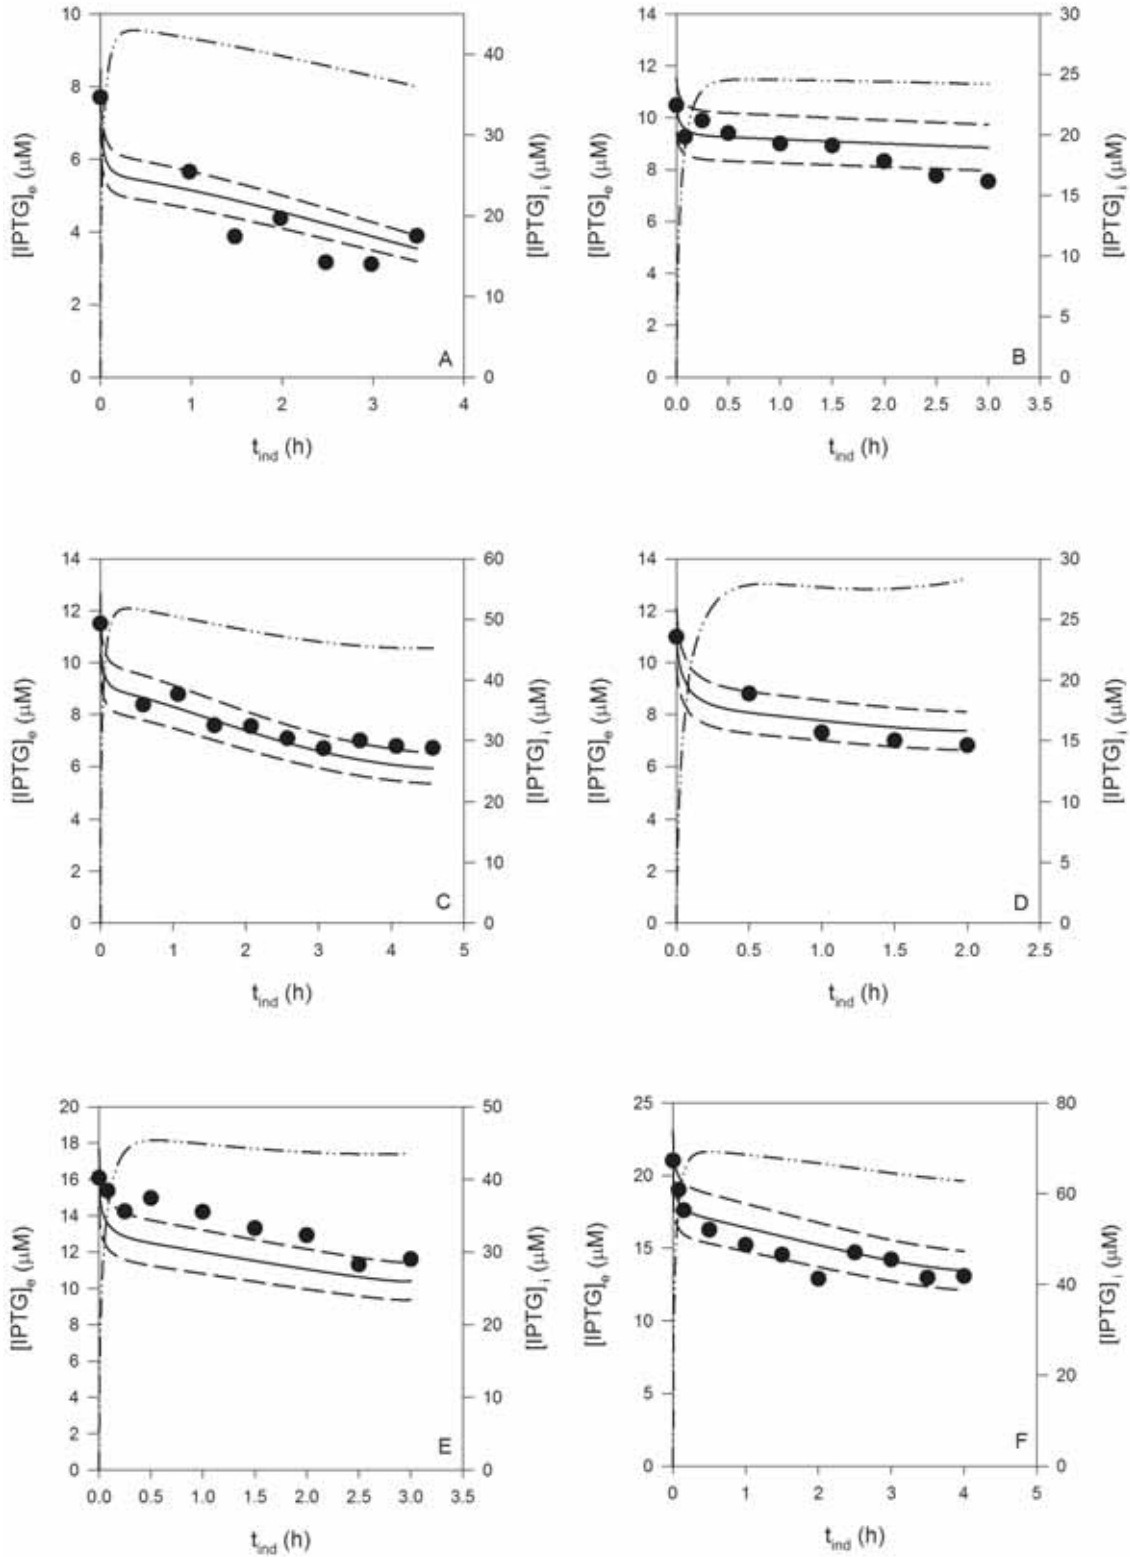 10 14 30
8 40 12 25
[IPTG]e (μM) 6 30 [IPTG]i (μM) [IPTG]e (μM) 10 20 [IPTG]i (μM)
4 20 8 15
2 10 6 10
0 A 0 4 5
2 B
0 0
0 1 2 3 4 0.0 0.5 1.0 1.5 2.0 2.5 3.0 3.5
tind (h) tind (h)
14 60 14 30
12 50 12 25
10 40 10 20
[IPTG]e (μM) 8 30 [IPTG]i (μM) [IPTG]e (μM) 8 15 [IPTG]i (μM)
6 20 6 10
4 10 4 5
2 C 2 D
0 0 0 0
0 1 2 3 4 5 0.0 0.5 1.0 1.5 2.0 2.5
tind (h) tind (h)
20 50 25 80
18 40 20 60
16 30 15 40
14 20 10 20
12 10 5 0
[IPTG]e (μM) 10 0 [IPTG]i (μM) [IPTG]e (μM) 0 [IPTG]i (μM)
8
6
4
2 E F
0
0.0 0.5 1.0 1.5 2.0 2.5 3.0 3.5 0 1 2 3 4 5
tind (h) tind (h)